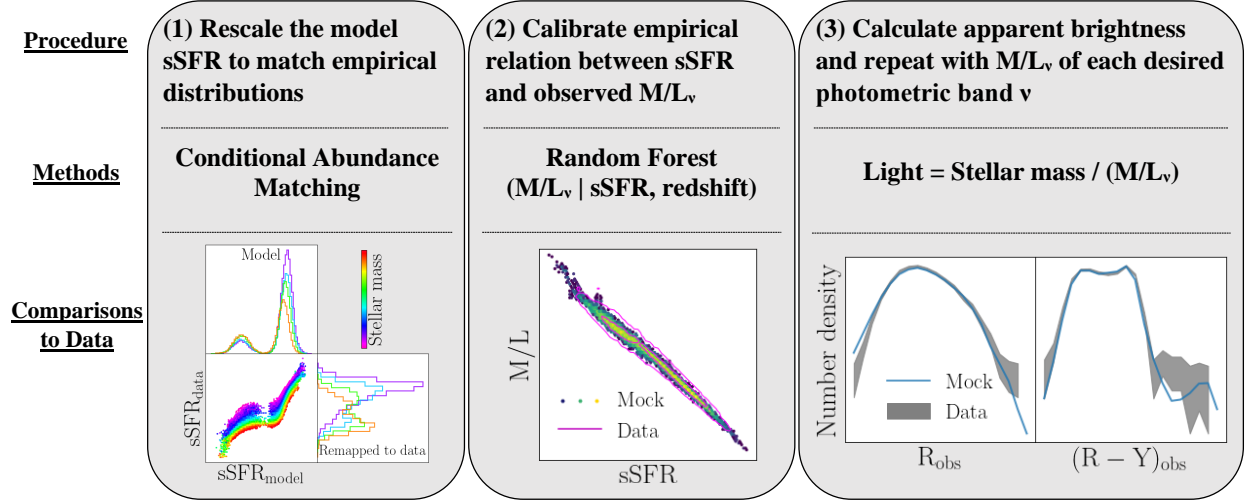 Procedure
(1) Rescale the model
sSFR to match empirical
distributions
(2) Calibrate empirical
relation between sSFR
and observed M/Lᵥ
(3) Calculate apparent brightness
and repeat with M/Lᵥ of each desired
photometric band ν
Methods
Conditional Abundance
Matching
Random Forest
(M/Lᵥ | sSFR, redshift)
Light = Stellar mass / (M/Lᵥ)
Comparisons
to Data
Model
Stellar mass
sSFR_data
Remapped to data
sSFR_model
M/L
Mock
Data
sSFR
Number density
Mock
Data
R_obs
(R − Y)_obs